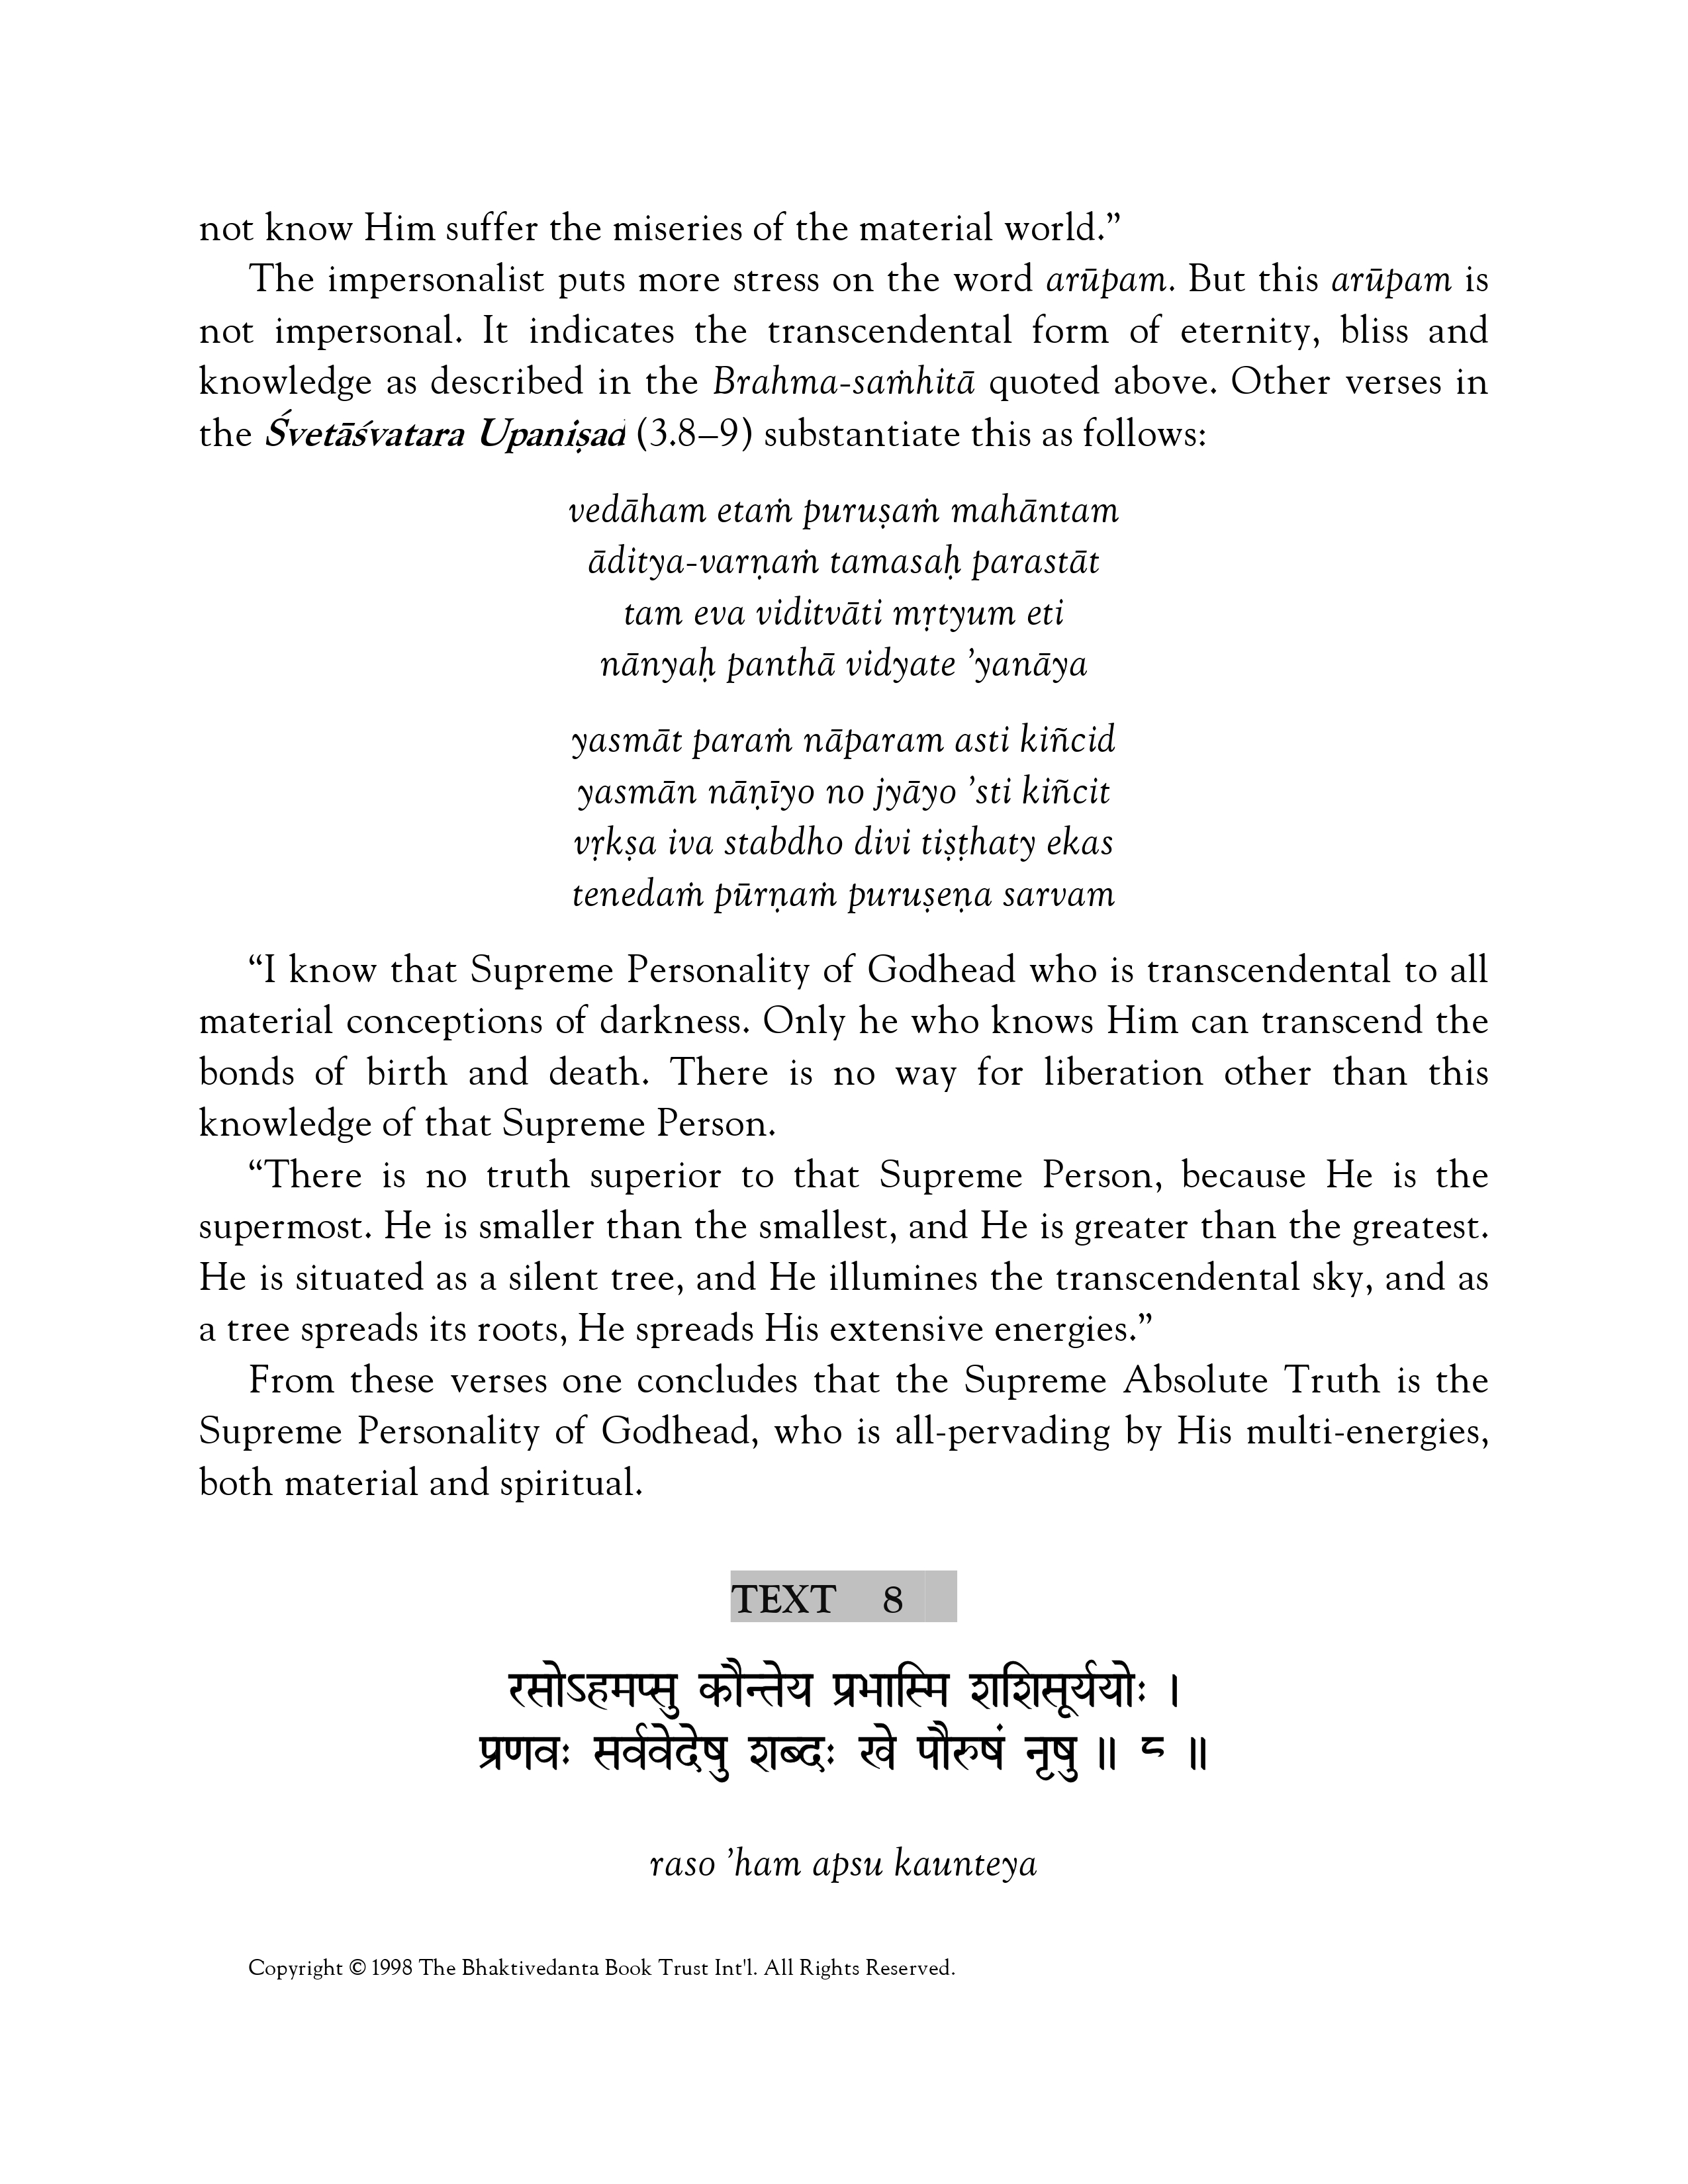 not know Him suffer the miseries of the material world.”
The impersonalist puts more stress on the word arūpam. But this arūpam is
not impersonal. It indicates the transcendental form of eternity, bliss and
knowledge as described in the Brahma-saṁhitā quoted above. Other verses in
the Śvetāśvatara Upaniṣad (3.8–9) substantiate this as follows:
vedāham etaṁ puruṣaṁ mahāntam
āditya-varṇaṁ tamasaḥ parastāt
tam eva viditvāti mṛtyum eti
nānyaḥ panthā vidyate ’yanāya
yasmāt paraṁ nāparam asti kiñcid
yasmān nāṇīyo no jyāyo ’sti kiñcit
vṛkṣa iva stabdho divi tiṣṭhaty ekas
tenedaṁ pūrṇaṁ puruṣeṇa sarvam
“I know that Supreme Personality of Godhead who is transcendental to all
material conceptions of darkness. Only he who knows Him can transcend the
bonds of birth and death. There is no way for liberation other than this
knowledge of that Supreme Person.
“There is no truth superior to that Supreme Person, because He is the
supermost. He is smaller than the smallest, and He is greater than the greatest.
He is situated as a silent tree, and He illumines the transcendental sky, and as
a tree spreads its roots, He spreads His extensive energies.”
From these verses one concludes that the Supreme Absolute Truth is the
Supreme Personality of Godhead, who is all-pervading by His multi-energies,
both material and spiritual.
TEXT 8
रसोऽहमप्सु कौन्तेय प्रभास्मि शशिसूर्ययोः ।
प्रणवः सर्ववेदेषु शब्दः खे पौरुषं नृषु ॥ ८ ॥
raso ’ham apsu kaunteya
Copyright © 1998 The Bhaktivedanta Book Trust Int'l. All Rights Reserved.